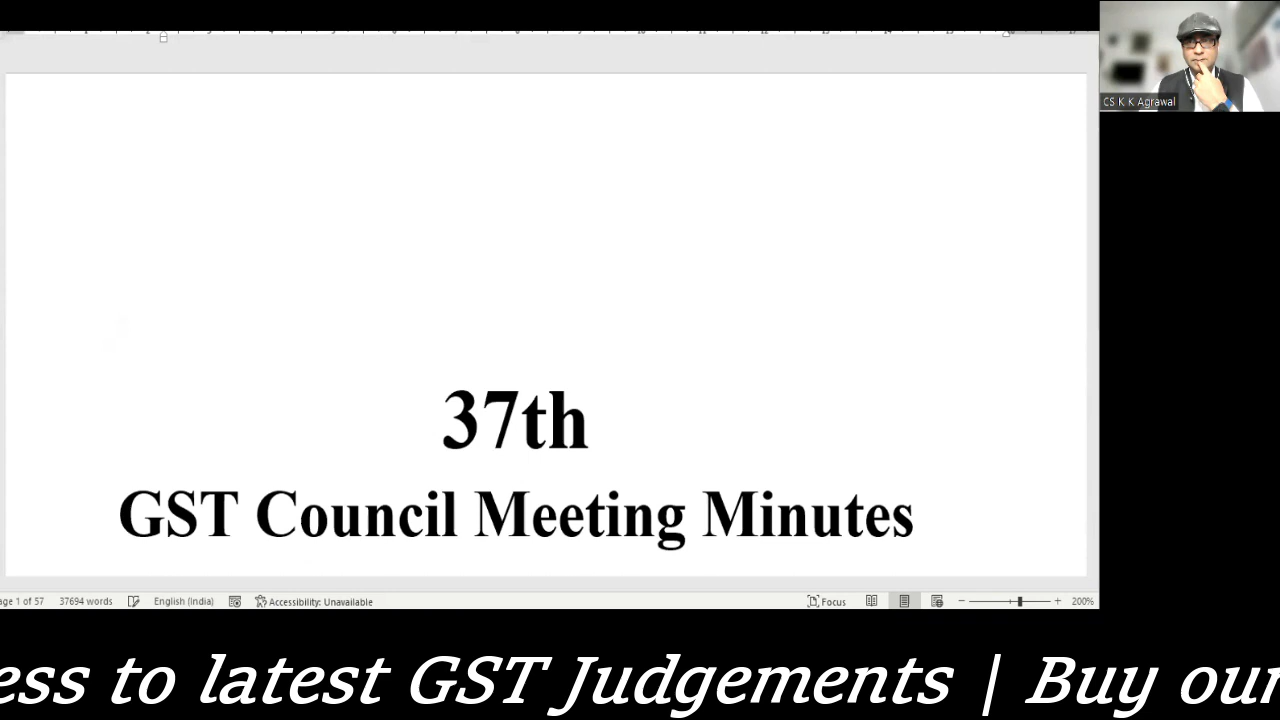 CS K K Agrawal
37th
GST Council Meeting Minutes
age 1 of 57 37694 words English (India) Accessibility: Unavailable Focus 200%
ess to latest GST Judgements | Buy our